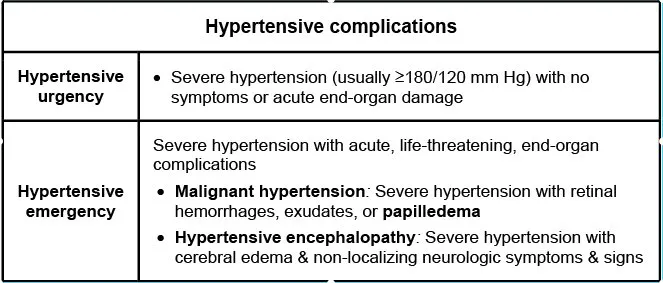 Hypertensive complications
Hypertensive
urgency
• Severe hypertension (usually ≥180/120 mm Hg) with no
symptoms or acute end-organ damage
Hypertensive
emergency
Severe hypertension with acute, life-threatening, end-organ
complications
• Malignant hypertension: Severe hypertension with retinal
hemorrhages, exudates, or papilledema
• Hypertensive encephalopathy: Severe hypertension with
cerebral edema & non-localizing neurologic symptoms & signs